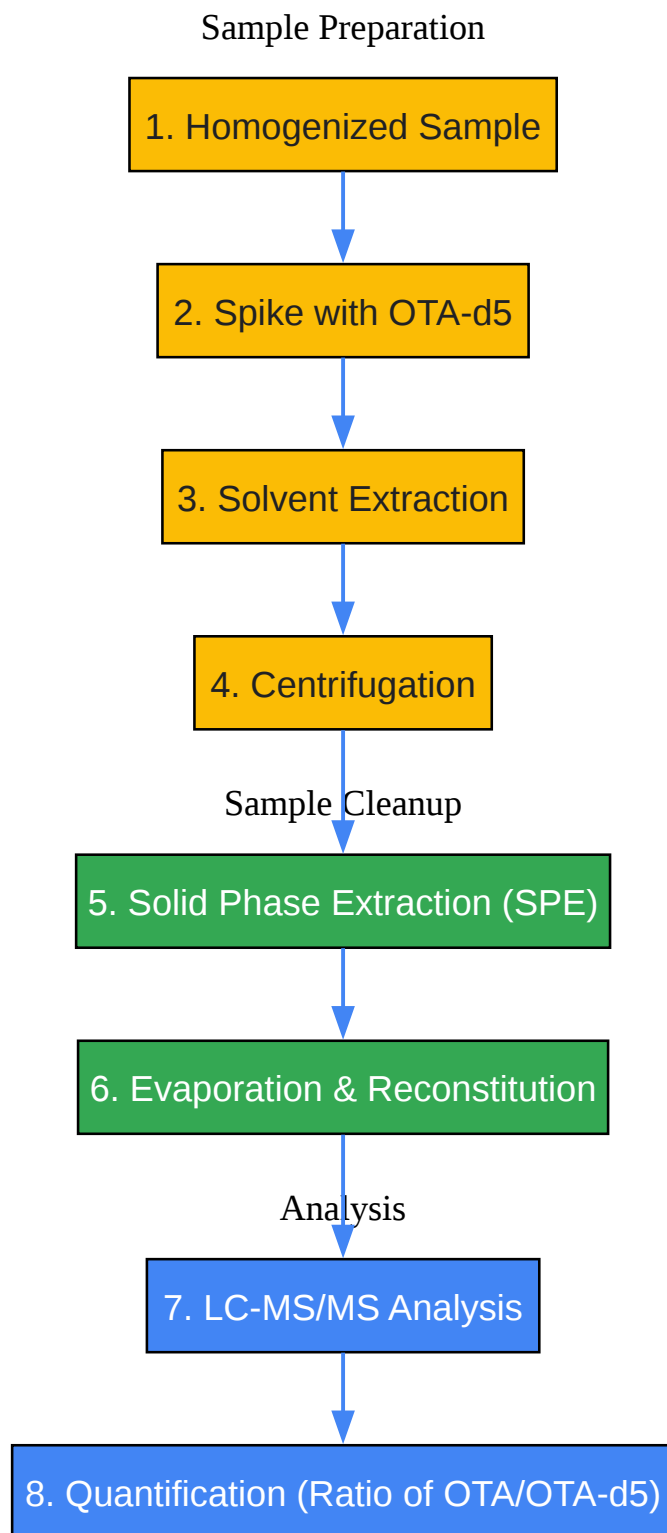 Sample Preparation
1. Homogenized Sample
2. Spike with OTA-d5
3. Solvent Extraction
4. Centrifugation
Sample Cleanup
5. Solid Phase Extraction (SPE)
6. Evaporation & Reconstitution
Analysis
7. LC-MS/MS Analysis
8. Quantification (Ratio of OTA/OTA-d5)